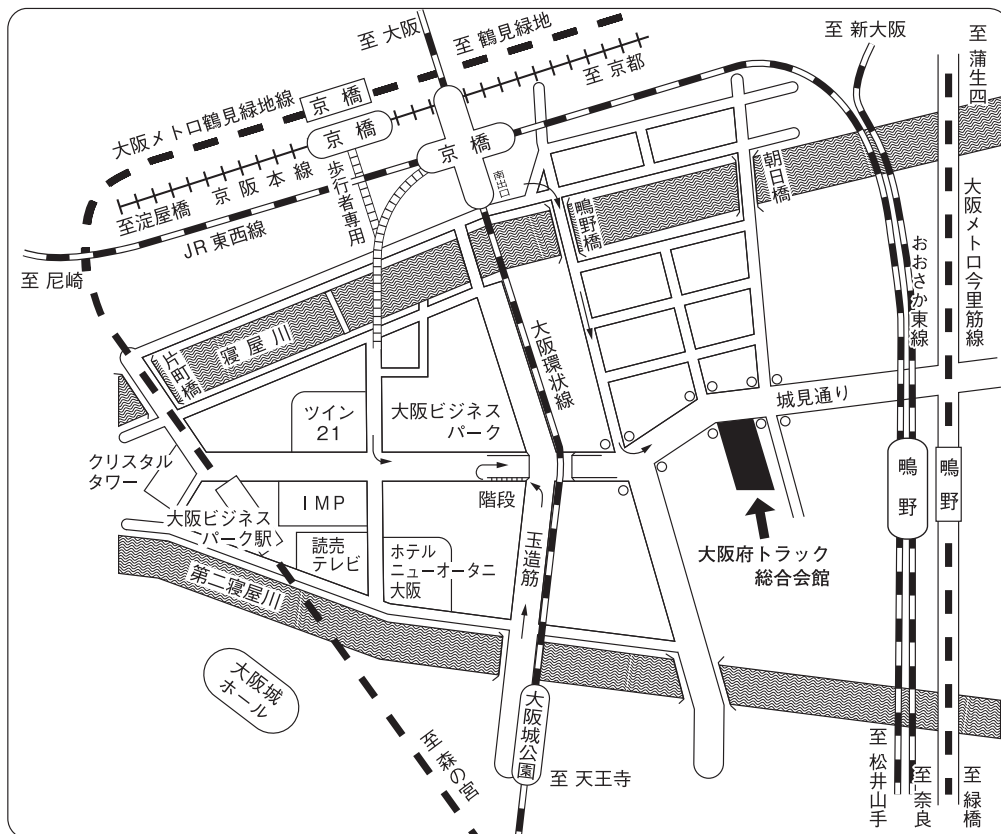 至 大阪
至 鶴見緑地
至 京都
至 新大阪
至 蒲生四
大阪メトロ鶴見緑地線
京橋
京橋
京橋
至淀屋橋
京阪本線
JR東西線
歩行者専用
至 尼崎
南出口
鴫野橋
朝日橋
おおさか東線
大阪メトロ今里筋線
片町橋
寝屋川
大阪環状線
ツイン
21
大阪ビジネス
パーク
城見通り
クリスタル
タワー
IMP
階段
大阪ビジネス
パーク駅
読売
テレビ
ホテル
ニューオータニ
大阪
玉造筋
大阪府トラック
総合会館
鴫野
鴫野
第二寝屋川
大阪城
ホール
至 森の宮
大阪城公園
至 天王寺
至 松井山手
至 奈良
至 緑橋